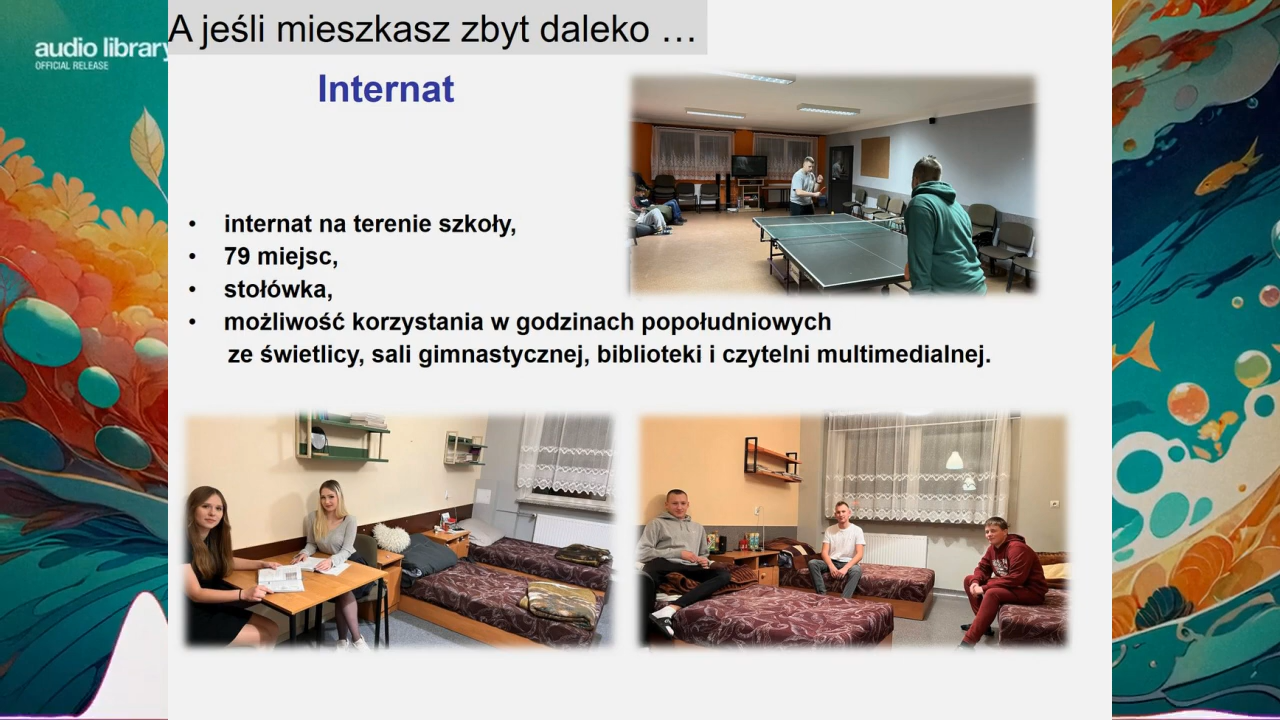 A jeśli mieszkasz zbyt daleko …
audio library
OFFICIAL RELEASE
Internat
• internat na terenie szkoły,
• 79 miejsc,
• stołówka,
• możliwość korzystania w godzinach popołudniowych
ze świetlicy, sali gimnastycznej, biblioteki i czytelni multimedialnej.